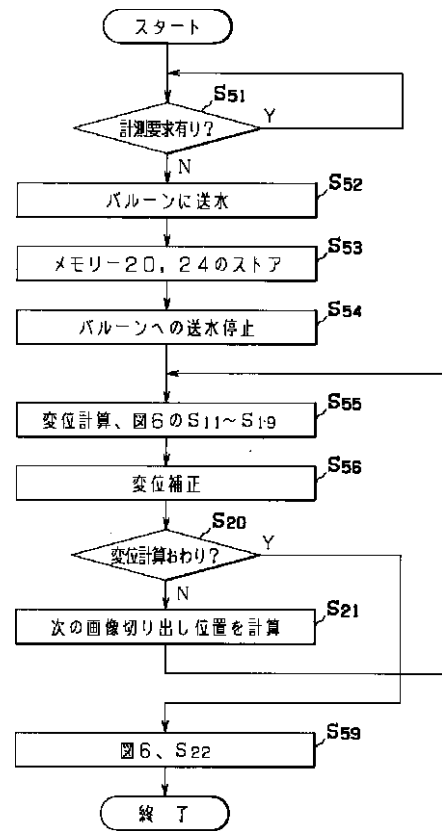 スタート
S51
計測要求有り?
Y
N
S52
バルーンに送水
S53
メモリー20,24のストア
S54
バルーンへの送水停止
S55
変位計算、図6のS11~S19
S56
変位補正
S20
変位計算おわり?
Y
N
S21
次の画像切り出し位置を計算
S59
図6、S22
終了